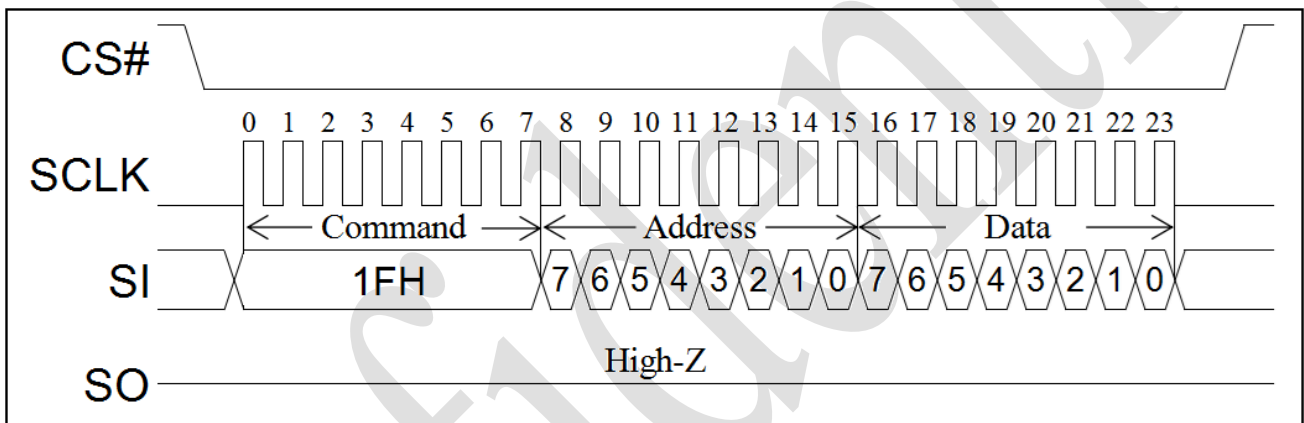 CS#
0 1 2 3 4 5 6 7 8 9 10 11 12 13 14 15 16 17 18 19 20 21 22 23
SCLK
Command Address Data
SI 1FH 7 6 5 4 3 2 1 0 7 6 5 4 3 2 1 0
High-Z
SO